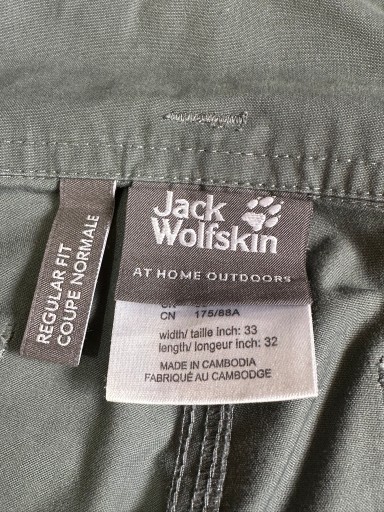 Jack
Wolfskin
AT HOME OUTDOORS
REGULAR FIT
COUPE NORMALE
CN 175/88A
width/ taille inch: 33
length/ longeur inch: 32
MADE IN CAMBODIA
FABRIQUÉ AU CAMBODGE